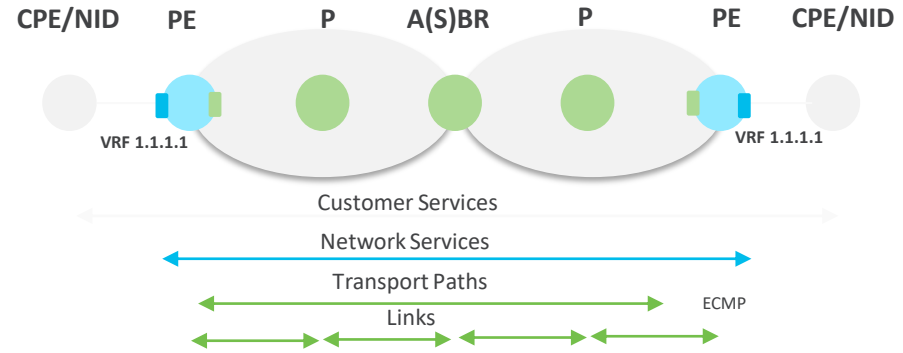 CPE/NID PE P A(S)BR P PE CPE/NID
VRF 1.1.1.1 VRF 1.1.1.1
Customer Services
Network Services
Transport Paths
ECMP
Links